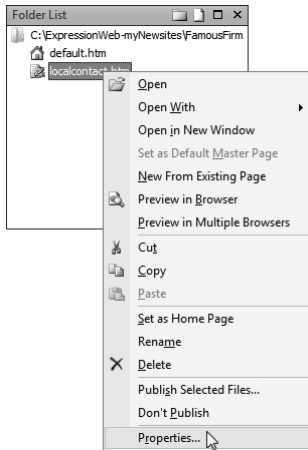 Folder List
C:\ExpressionWeb-myNewsites\FamousFirm
default.htm
localcontact.htm
Open
Open With
Open in New Window
Set as Default Master Page
New From Existing Page
Preview in Browser
Preview in Multiple Browsers
Cut
Copy
Paste
Set as Home Page
Rename
Delete
Publish Selected Files...
Don't Publish
Properties...